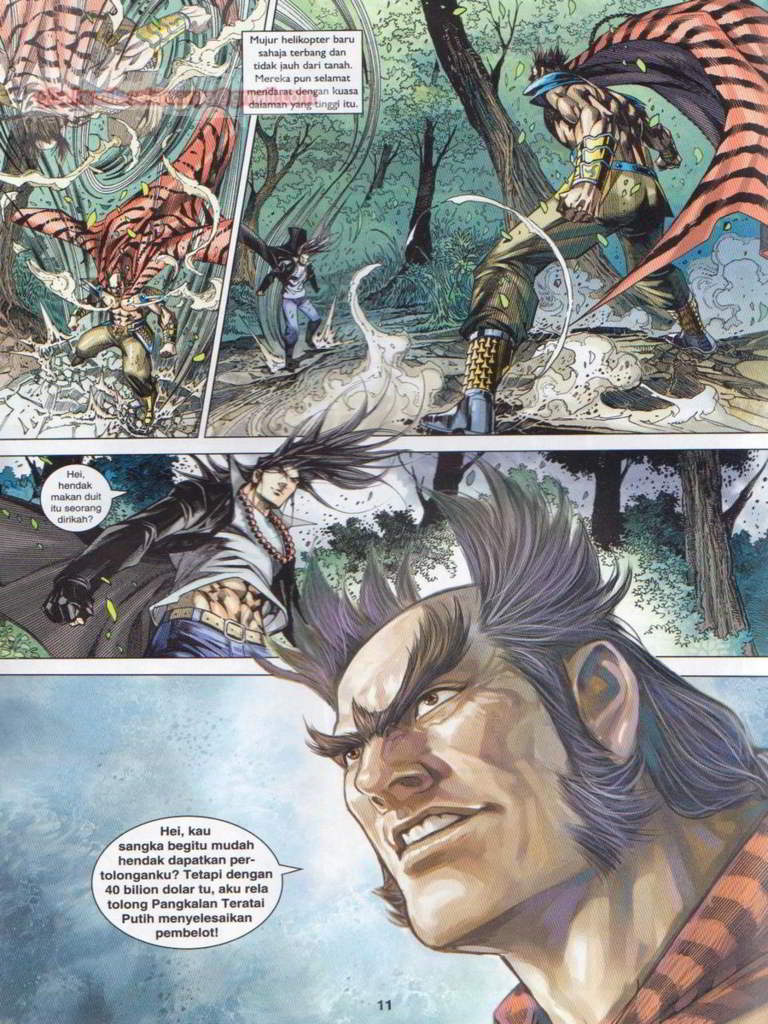 Mujur helikopter baru
sahaja terbang dan
tidak jauh dari tanah.
Mereka pun selamat
mendarat dengan kuasa
dalaman yang tinggi itu.
Hei,
hendak
makan duit
itu seorang
dirikah?
Hei, kau
sangka begitu mudah
hendak dapatkan per-
tolonganku? Tetapi dengan
40 bilion dolar tu, aku rela
tolong Pangkalan Teratai
Putih menyelesaikan
pembelot!
11